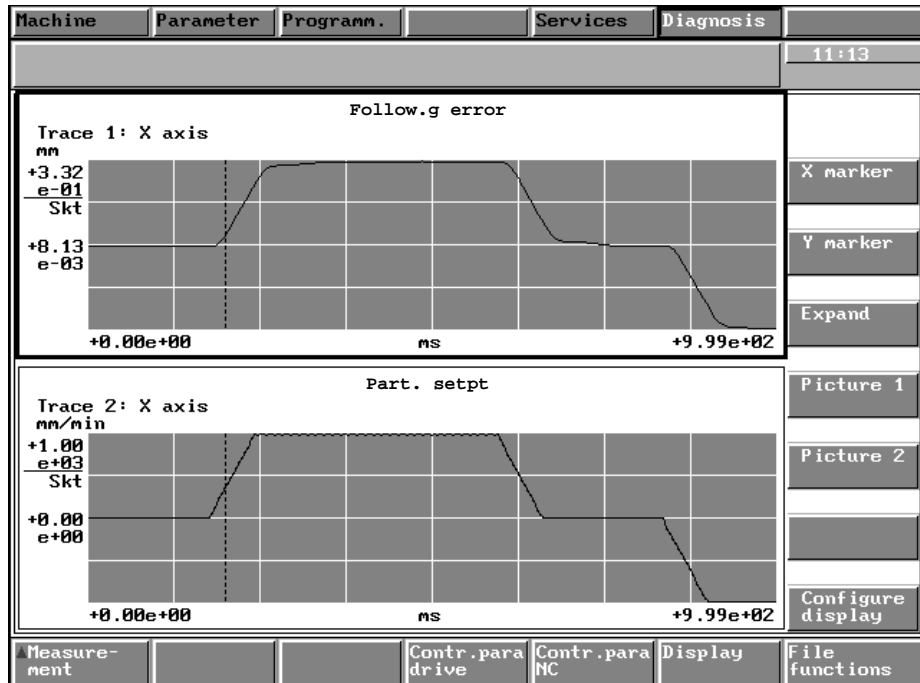 Machine Parameter Programm. Services Diagnosis
11:13
Follow.g error
Trace 1: X axis
mm
+3.32
e-01
Skt
+8.13
e-03
+0.00e+00 ms +9.99e+02
X marker
Y marker
Expand
Part. setpt
Trace 2: X axis
mm/min
+1.00
e+03
Skt
+0.00
e+00
+0.00e+00 ms +9.99e+02
Picture 1
Picture 2
Configure
display
Measure-
ment
Contr.para
drive
Contr.para
NC
Display
File
functions